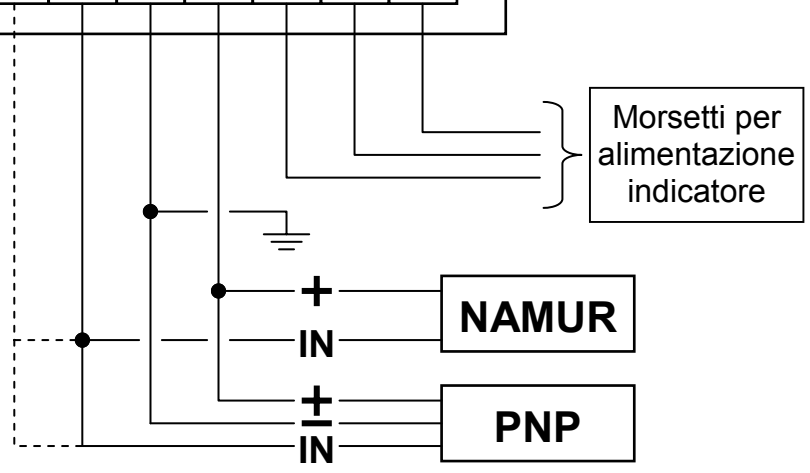 Morsetti per
alimentazione
indicatore
+
NAMUR
IN
+
–
PNP
IN